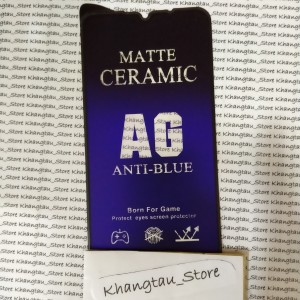 MATTE
CERAMIC
AG
ANTI-BLUE
Born For Game
Protect eyes screen protector
Khangtau_Store